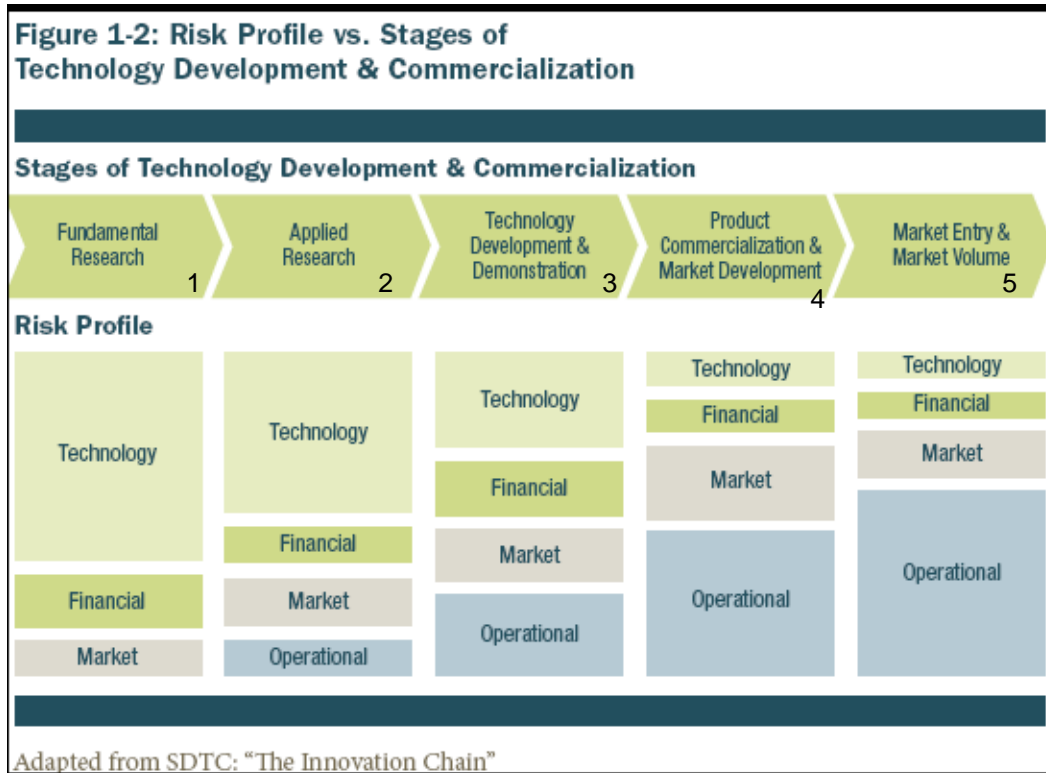 Figure 1-2: Risk Profile vs. Stages of
Technology Development & Commercialization
Stages of Technology Development & Commercialization
Fundamental
Research
1
Applied
Research
2
Technology
Development &
Demonstration
3
Product
Commercialization &
Market Development
4
Market Entry &
Market Volume
5
Risk Profile
Technology
Financial
Market
Technology
Financial
Market
Operational
Technology
Financial
Market
Operational
Technology
Financial
Market
Operational
Technology
Financial
Market
Operational
Adapted from SDTC: “The Innovation Chain”